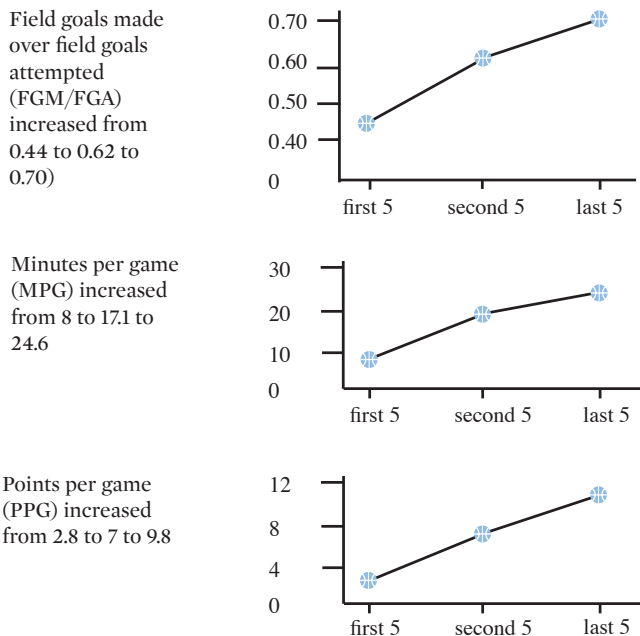 Field goals made
over field goals
attempted
(FGM/FGA)
increased from
0.44 to 0.62 to
0.70)
0.70
0.60
0.50
0.40
0
first 5 second 5 last 5
Minutes per game
(MPG) increased
from 8 to 17.1 to
24.6
30
20
10
0
first 5 second 5 last 5
Points per game
(PPG) increased
from 2.8 to 7 to 9.8
12
8
4
0
first 5 second 5 last 5